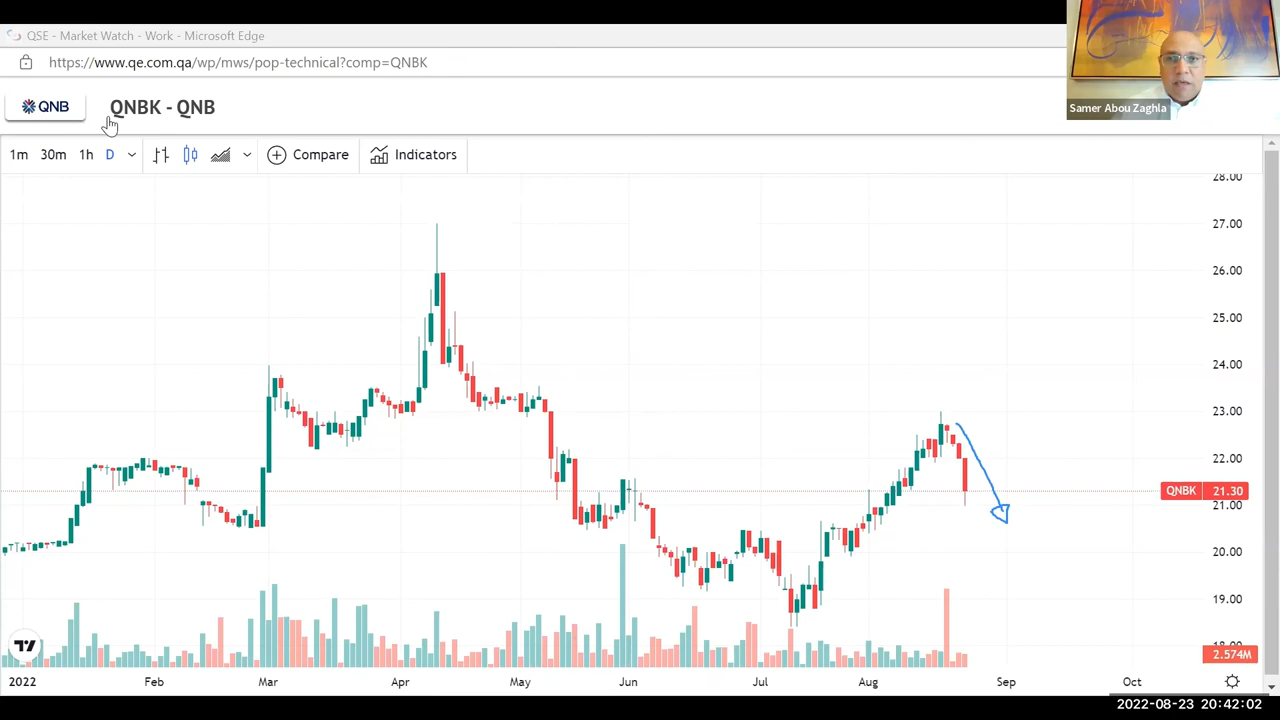 QSE - Market Watch - Work - Microsoft Edge
https://www.qe.com.qa/wp/mws/pop-technical?comp=QNBK
Samer Abou Zaghla
QNB QNBK - QNB
1m 30m 1h D Compare Indicators
28.00
27.00
26.00
25.00
24.00
23.00
22.00
QNBK 21.30
21.00
20.00
19.00
18.00
2.574M
2022 Feb Mar Apr May Jun Jul Aug Sep Oct
2022-08-23 20:42:02